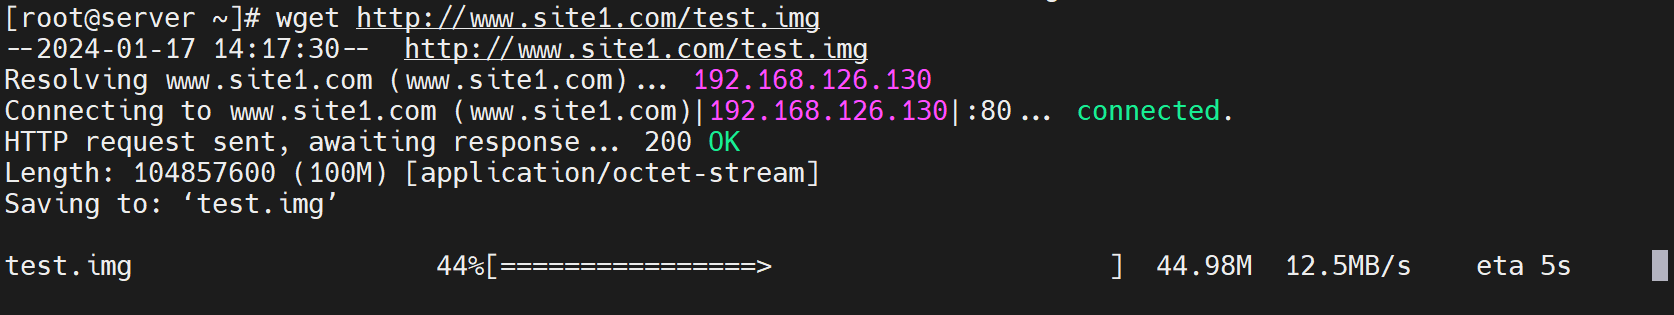 [root@server ~]# wget http://www.site1.com/test.img
--2024-01-17 14:17:30--  http://www.site1.com/test.img
Resolving www.site1.com (www.site1.com)... 192.168.126.130
Connecting to www.site1.com (www.site1.com)|192.168.126.130|:80... connected.
HTTP request sent, awaiting response... 200 OK
Length: 104857600 (100M) [application/octet-stream]
Saving to: ‘test.img’
test.img                   44%[================>                     ]  44.98M  12.5MB/s    eta 5s